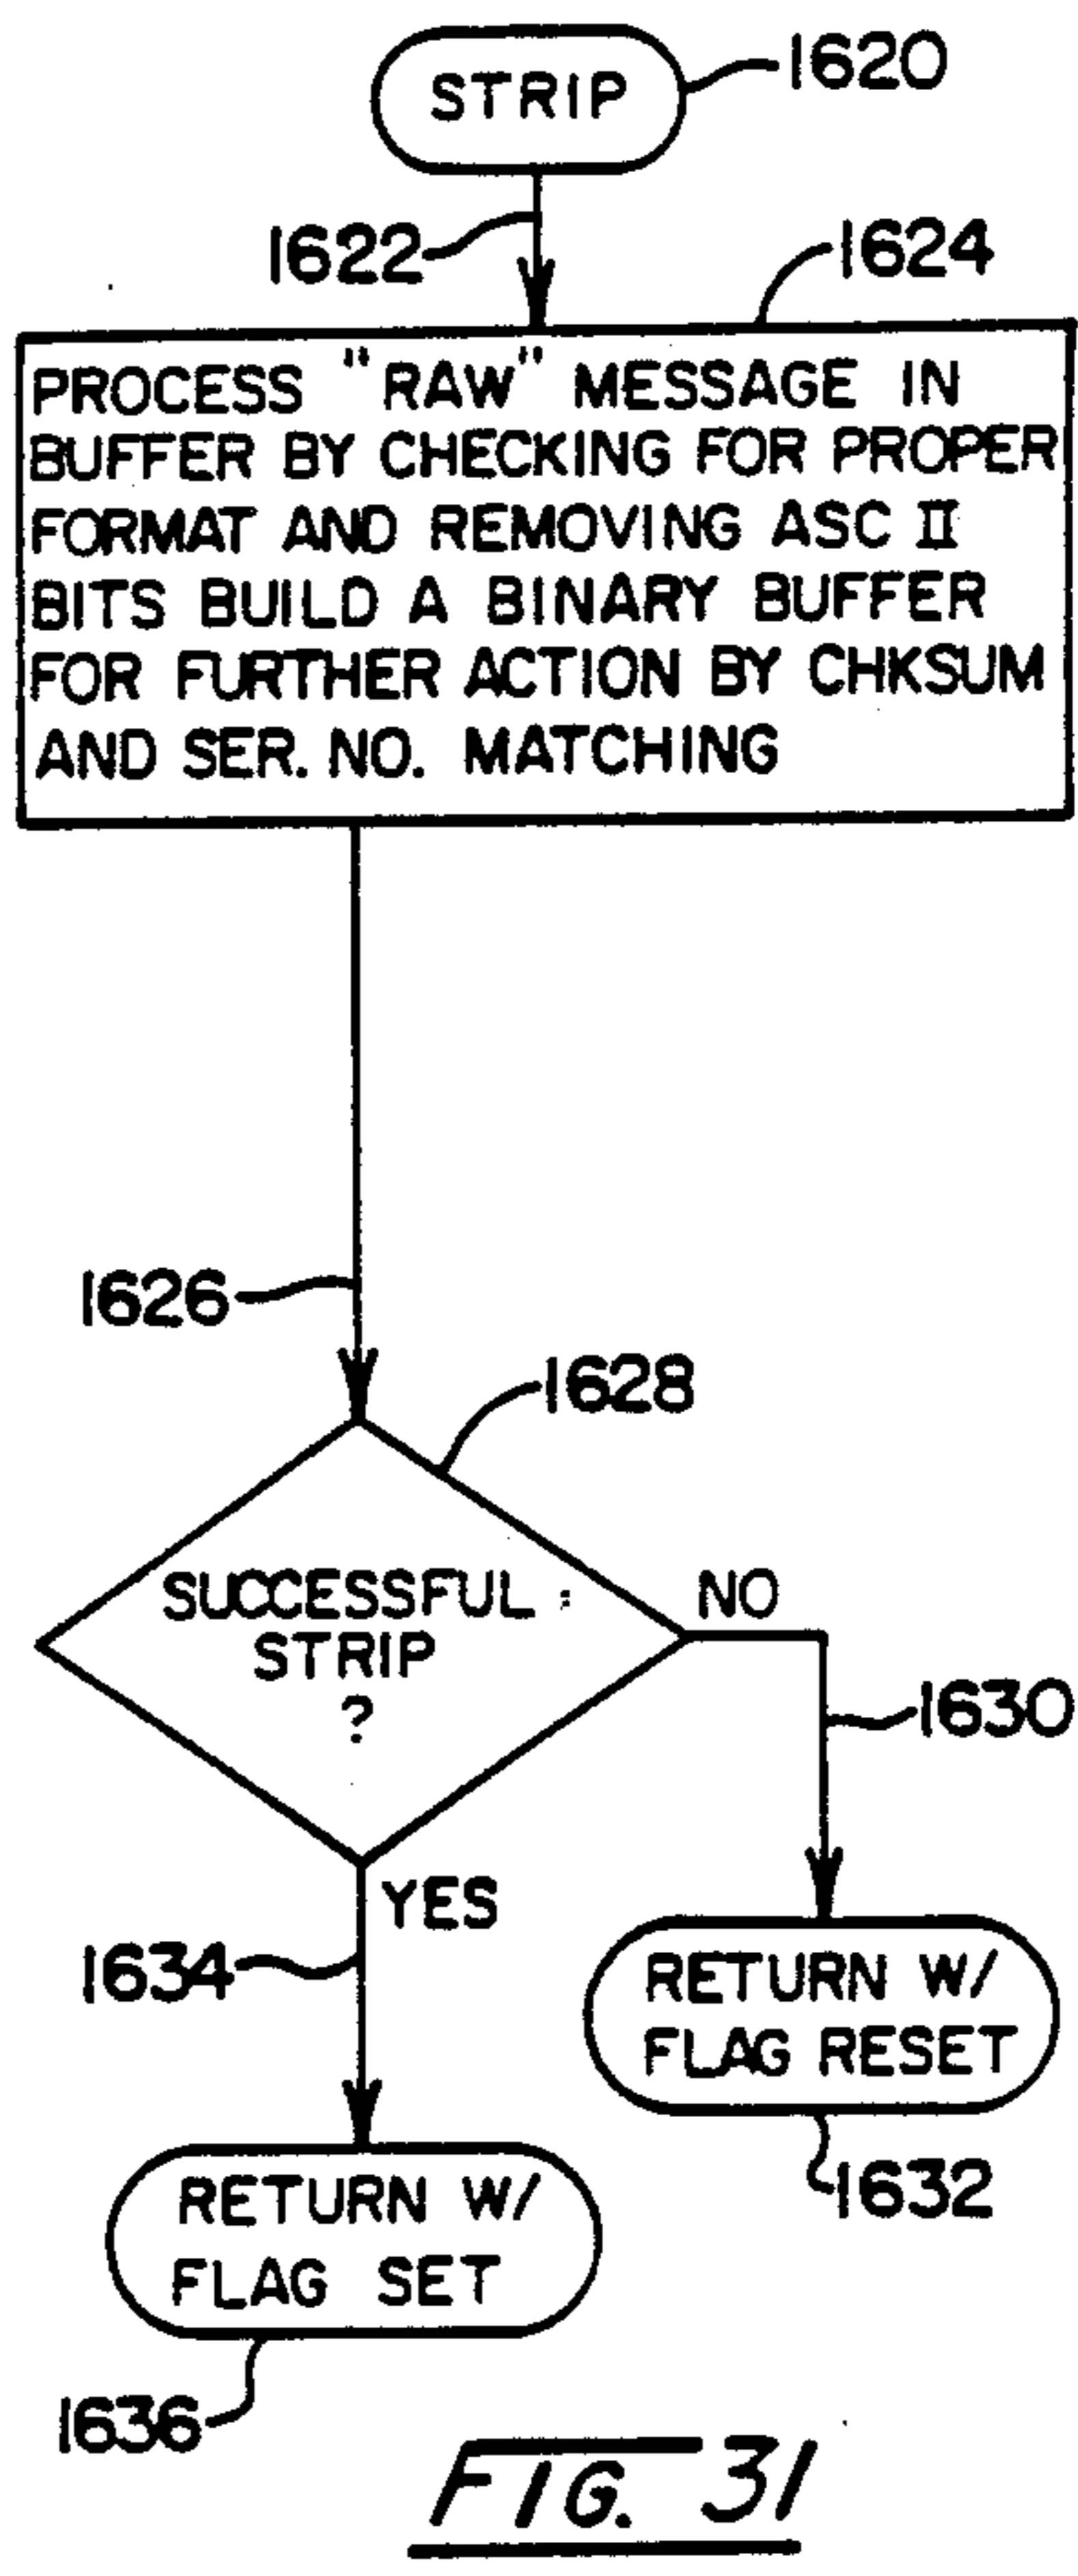 STRIP
1620
1622
1624
PROCESS "RAW" MESSAGE IN
BUFFER BY CHECKING FOR PROPER
FORMAT AND REMOVING ASC II
BITS BUILD A BINARY BUFFER
FOR FURTHER ACTION BY CHKSUM
AND SER. NO. MATCHING
1626
1628
SUCCESSFUL
STRIP
?
NO
1630
YES
1634
RETURN W/
FLAG RESET
1632
RETURN W/
FLAG SET
1636
FIG. 31